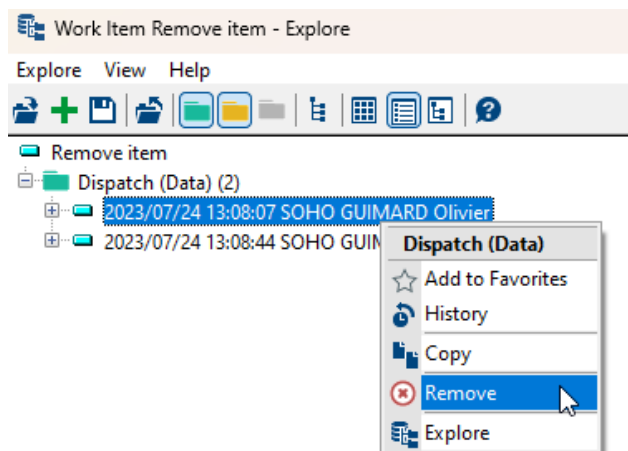 Work Item Remove item - Explore
Explore View Help
Remove item
Dispatch (Data) (2)
2023/07/24 13:08:07 SOHO GUIMARD Olivier
2023/07/24 13:08:44 SOHO
Dispatch (Data)
Add to Favorites
History
Copy
Remove
Explore